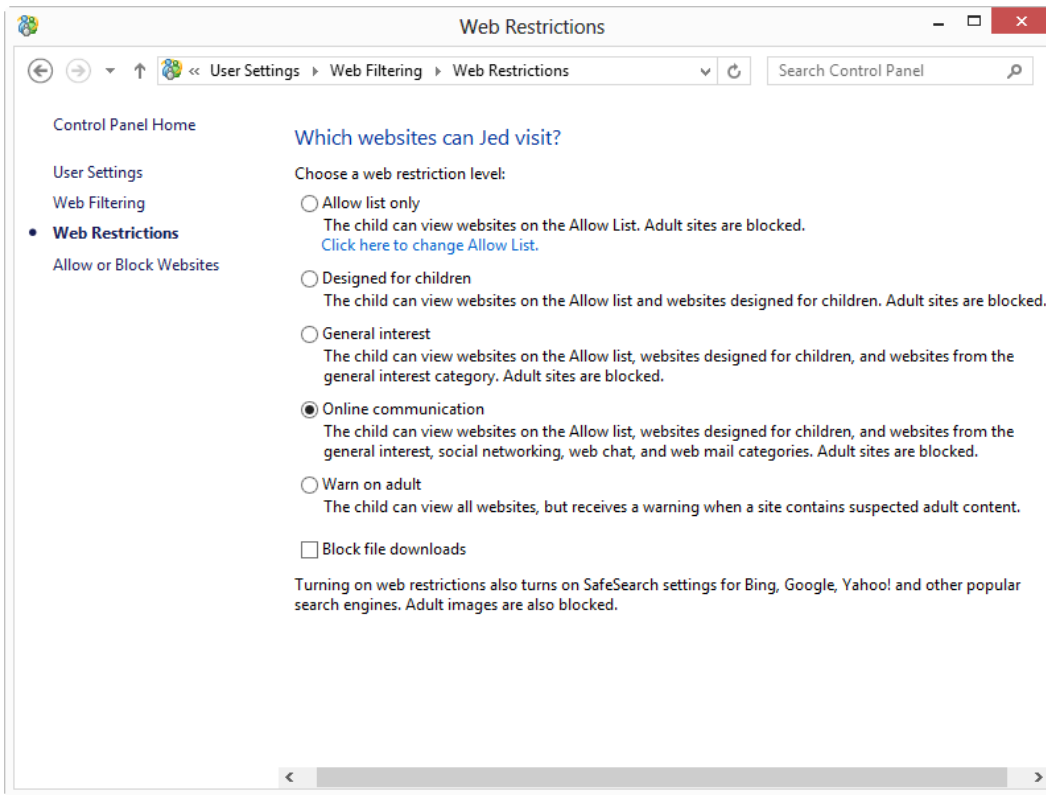 Web Restrictions
« User Settings ▸ Web Filtering ▸ Web Restrictions
Search Control Panel
Control Panel Home
User Settings
Web Filtering
• Web Restrictions
Allow or Block Websites
Which websites can Jed visit?
Choose a web restriction level:
Allow list only
The child can view websites on the Allow List. Adult sites are blocked.
Click here to change Allow List.
Designed for children
The child can view websites on the Allow list and websites designed for children. Adult sites are blocked.
General interest
The child can view websites on the Allow list, websites designed for children, and websites from the
general interest category. Adult sites are blocked.
Online communication
The child can view websites on the Allow list, websites designed for children, and websites from the
general interest, social networking, web chat, and web mail categories. Adult sites are blocked.
Warn on adult
The child can view all websites, but receives a warning when a site contains suspected adult content.
Block file downloads
Turning on web restrictions also turns on SafeSearch settings for Bing, Google, Yahoo! and other popular
search engines. Adult images are also blocked.